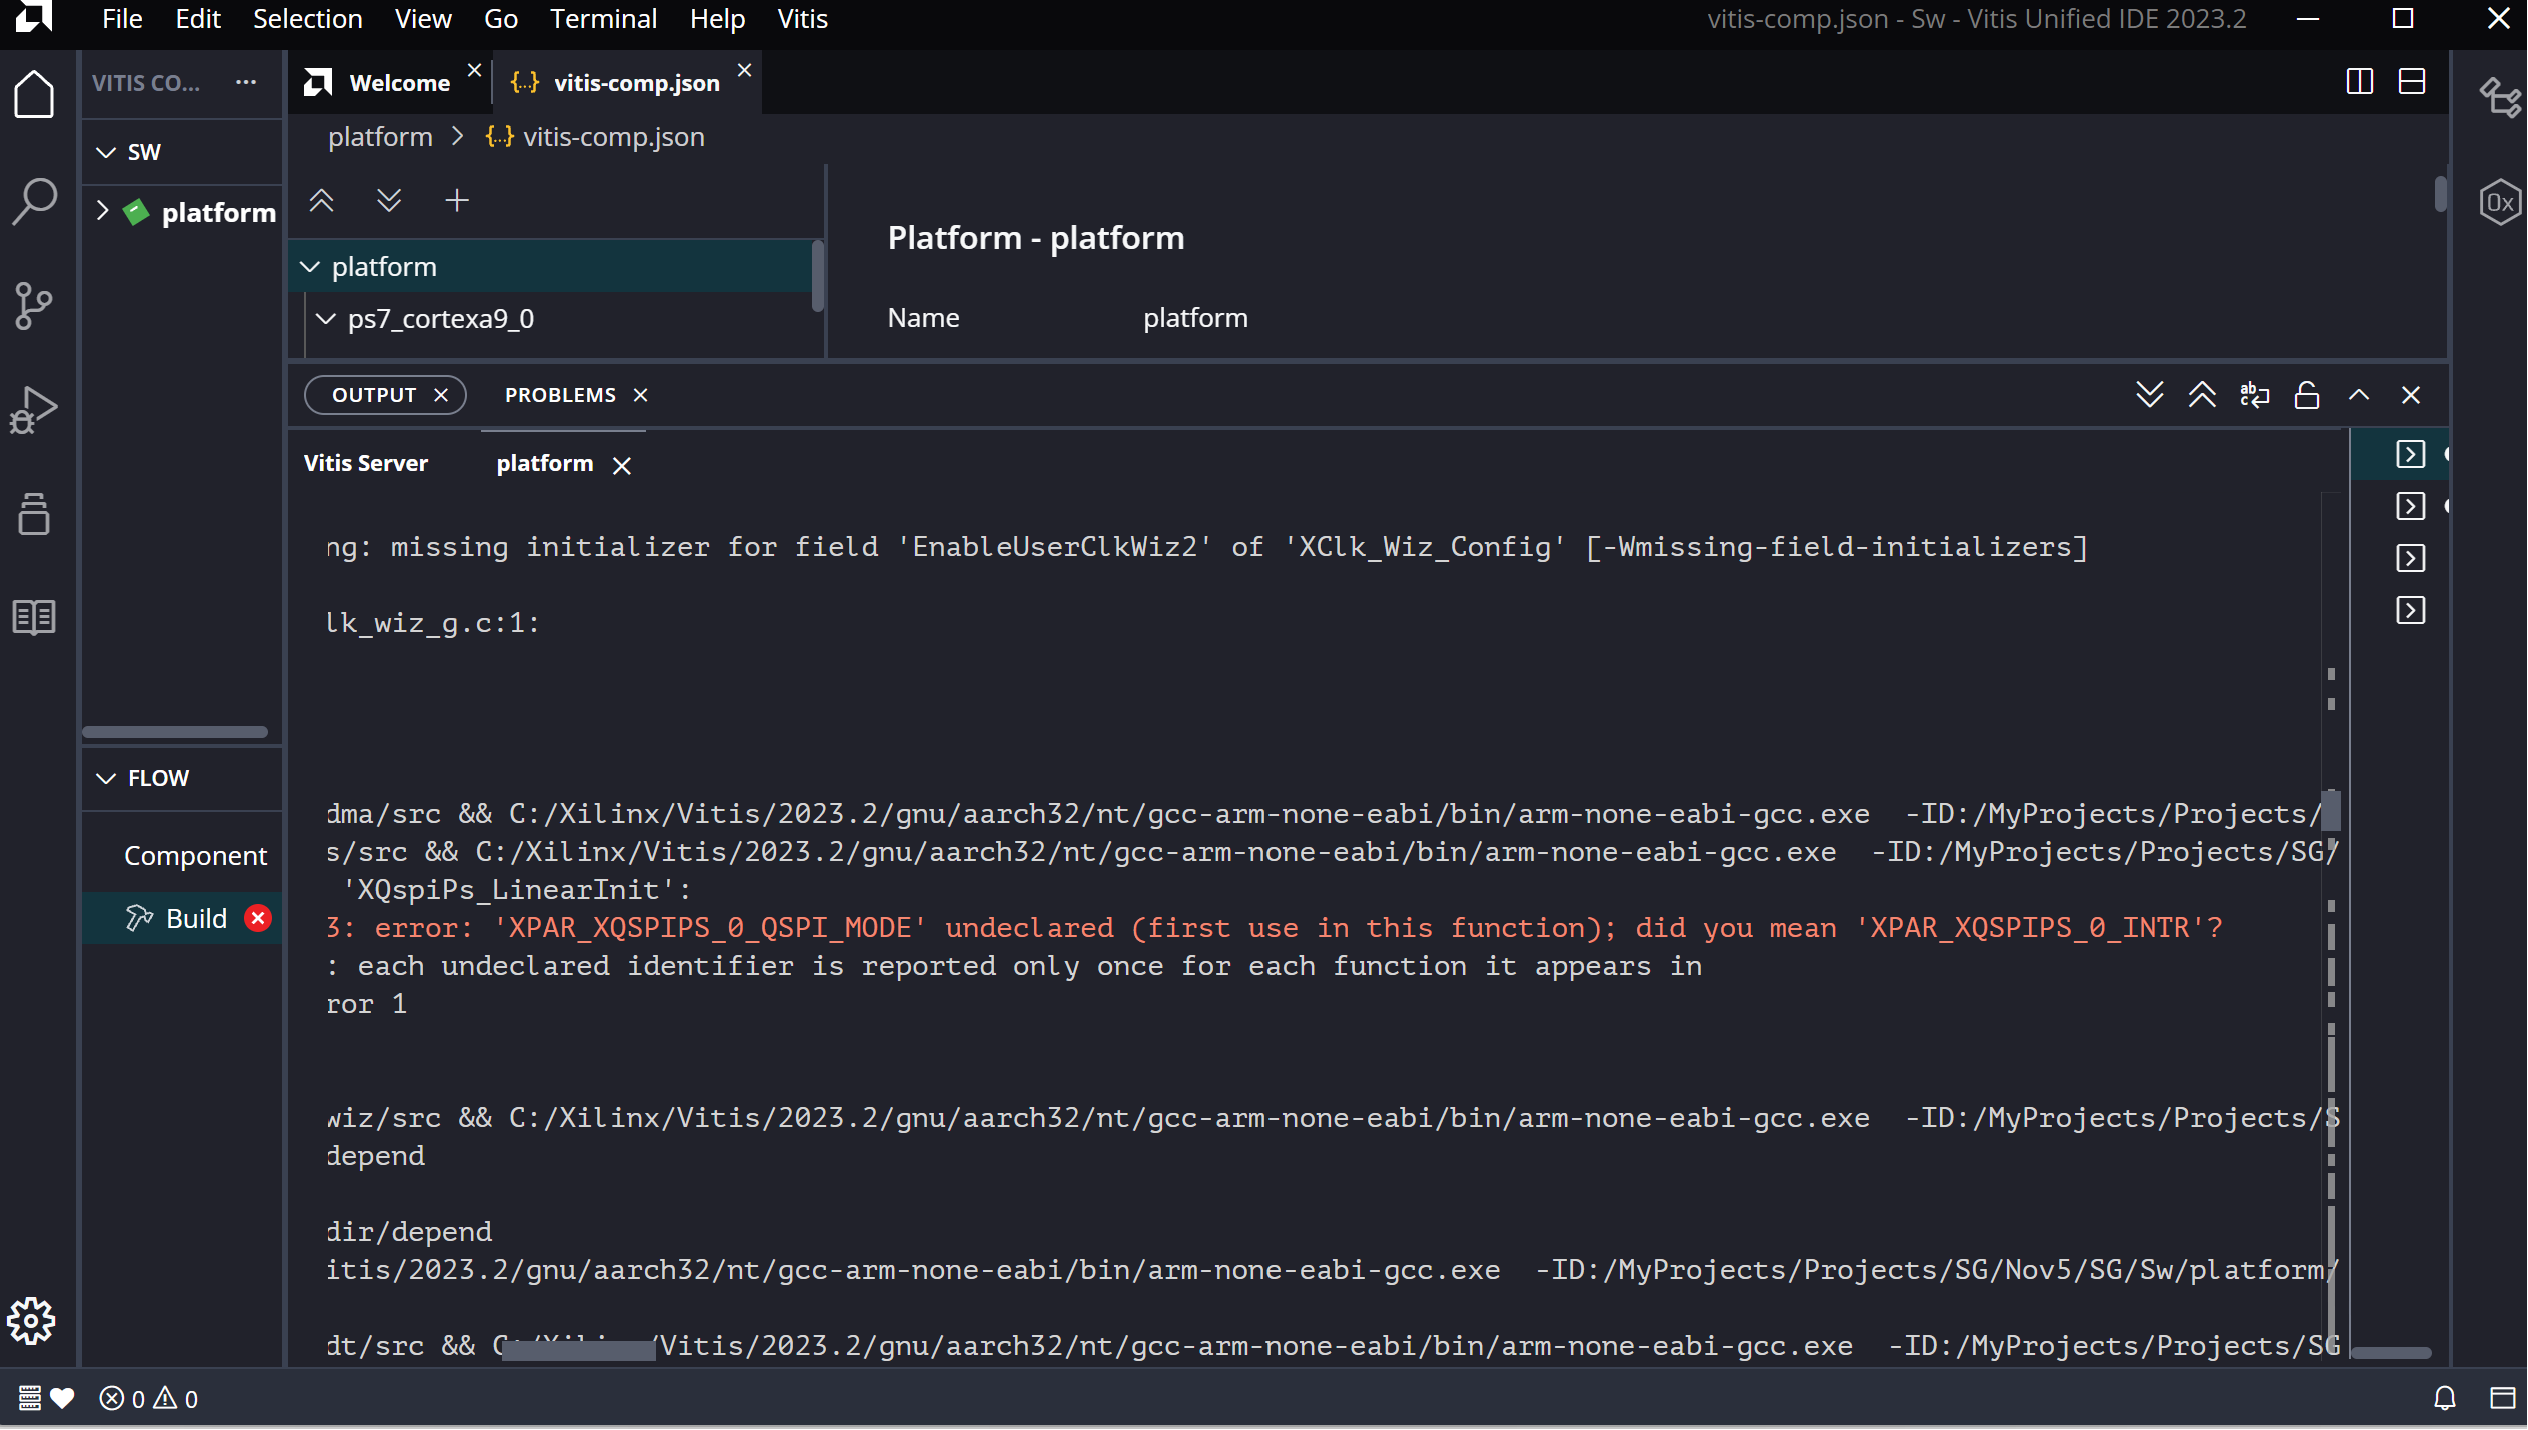 File Edit Selection View Go Terminal Help Vitis
vitis-comp.json - Sw - Vitis Unified IDE 2023.2
VITIS CO... ···
Welcome × {..} vitis-comp.json ×
platform > {..} vitis-comp.json
SW
platform
platform
ps7_cortexa9_0
Platform - platform
Name platform
0x
OUTPUT × PROBLEMS ×
Vitis Server platform ×
ng: missing initializer for field 'EnableUserClkWiz2' of 'XClk_Wiz_Config' [-Wmissing-field-initializers]
lk_wiz_g.c:1:
dma/src && C:/Xilinx/Vitis/2023.2/gnu/aarch32/nt/gcc-arm-none-eabi/bin/arm-none-eabi-gcc.exe  -ID:/MyProjects/Projects/
s/src && C:/Xilinx/Vitis/2023.2/gnu/aarch32/nt/gcc-arm-none-eabi/bin/arm-none-eabi-gcc.exe  -ID:/MyProjects/Projects/SG/
'XQspiPs_LinearInit':
3: error: 'XPAR_XQSPIPS_0_QSPI_MODE' undeclared (first use in this function); did you mean 'XPAR_XQSPIPS_0_INTR'?
: each undeclared identifier is reported only once for each function it appears in
ror 1
wiz/src && C:/Xilinx/Vitis/2023.2/gnu/aarch32/nt/gcc-arm-none-eabi/bin/arm-none-eabi-gcc.exe  -ID:/MyProjects/Projects/S
depend
dir/depend
itis/2023.2/gnu/aarch32/nt/gcc-arm-none-eabi/bin/arm-none-eabi-gcc.exe  -ID:/MyProjects/Projects/SG/Nov5/SG/Sw/platform/
dt/src && C:/Xilinx/Vitis/2023.2/gnu/aarch32/nt/gcc-arm-none-eabi/bin/arm-none-eabi-gcc.exe  -ID:/MyProjects/Projects/SG
FLOW
Component
Build
0 0